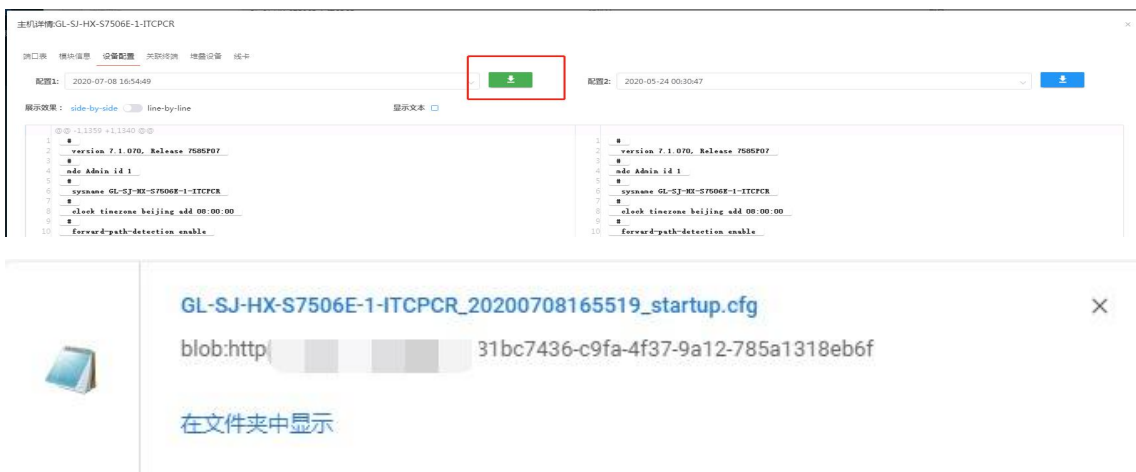 主机详情:GL-SJ-HX-S7506E-1-ITCPCR
端口表 模块信息 设备配置 关联终端 堆叠设备 线卡
配置1: 2020-07-08 16:54:49
配置2: 2020-05-24 00:30:47
展示效果： side-by-side line-by-line 显示文本
@@ -1,1359 +1,1340 @@
1 #
2 version 7.1.070, Release 7585P07
3 #
4 mdc Admin id 1
5 #
6 sysname GL-SJ-HX-S7506E-1-ITCPCR
7 #
8 clock timezone beijing add 08:00:00
9 #
10 forward-path-detection enable
1 #
2 version 7.1.070, Release 7585P07
3 #
4 mdc Admin id 1
5 #
6 sysname GL-SJ-HX-S7506E-1-ITCPCR
7 #
8 clock timezone beijing add 08:00:00
9 #
10 forward-path-detection enable
GL-SJ-HX-S7506E-1-ITCPCR_20200708165519_startup.cfg
blob:http 31bc7436-c9fa-4f37-9a12-785a1318eb6f
在文件夹中显示